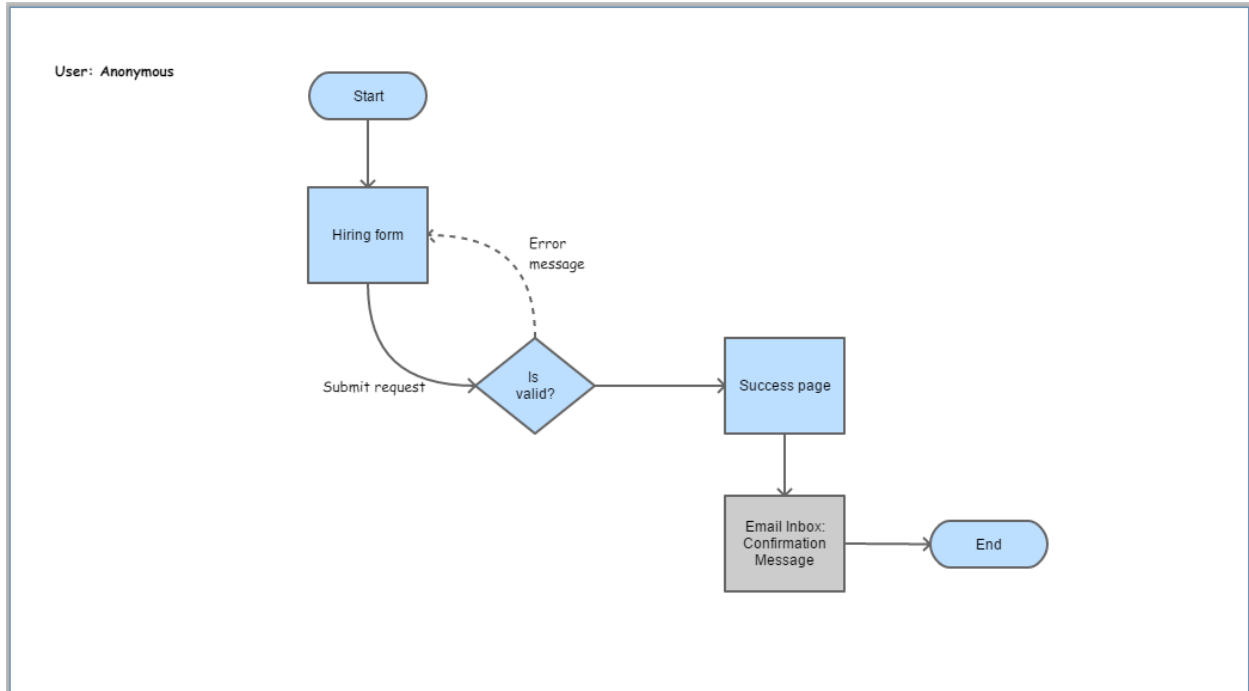 User: Anonymous
Start
Hiring form
Error
message
Submit request
Is
valid?
Success page
Email Inbox:
Confirmation
Message
End